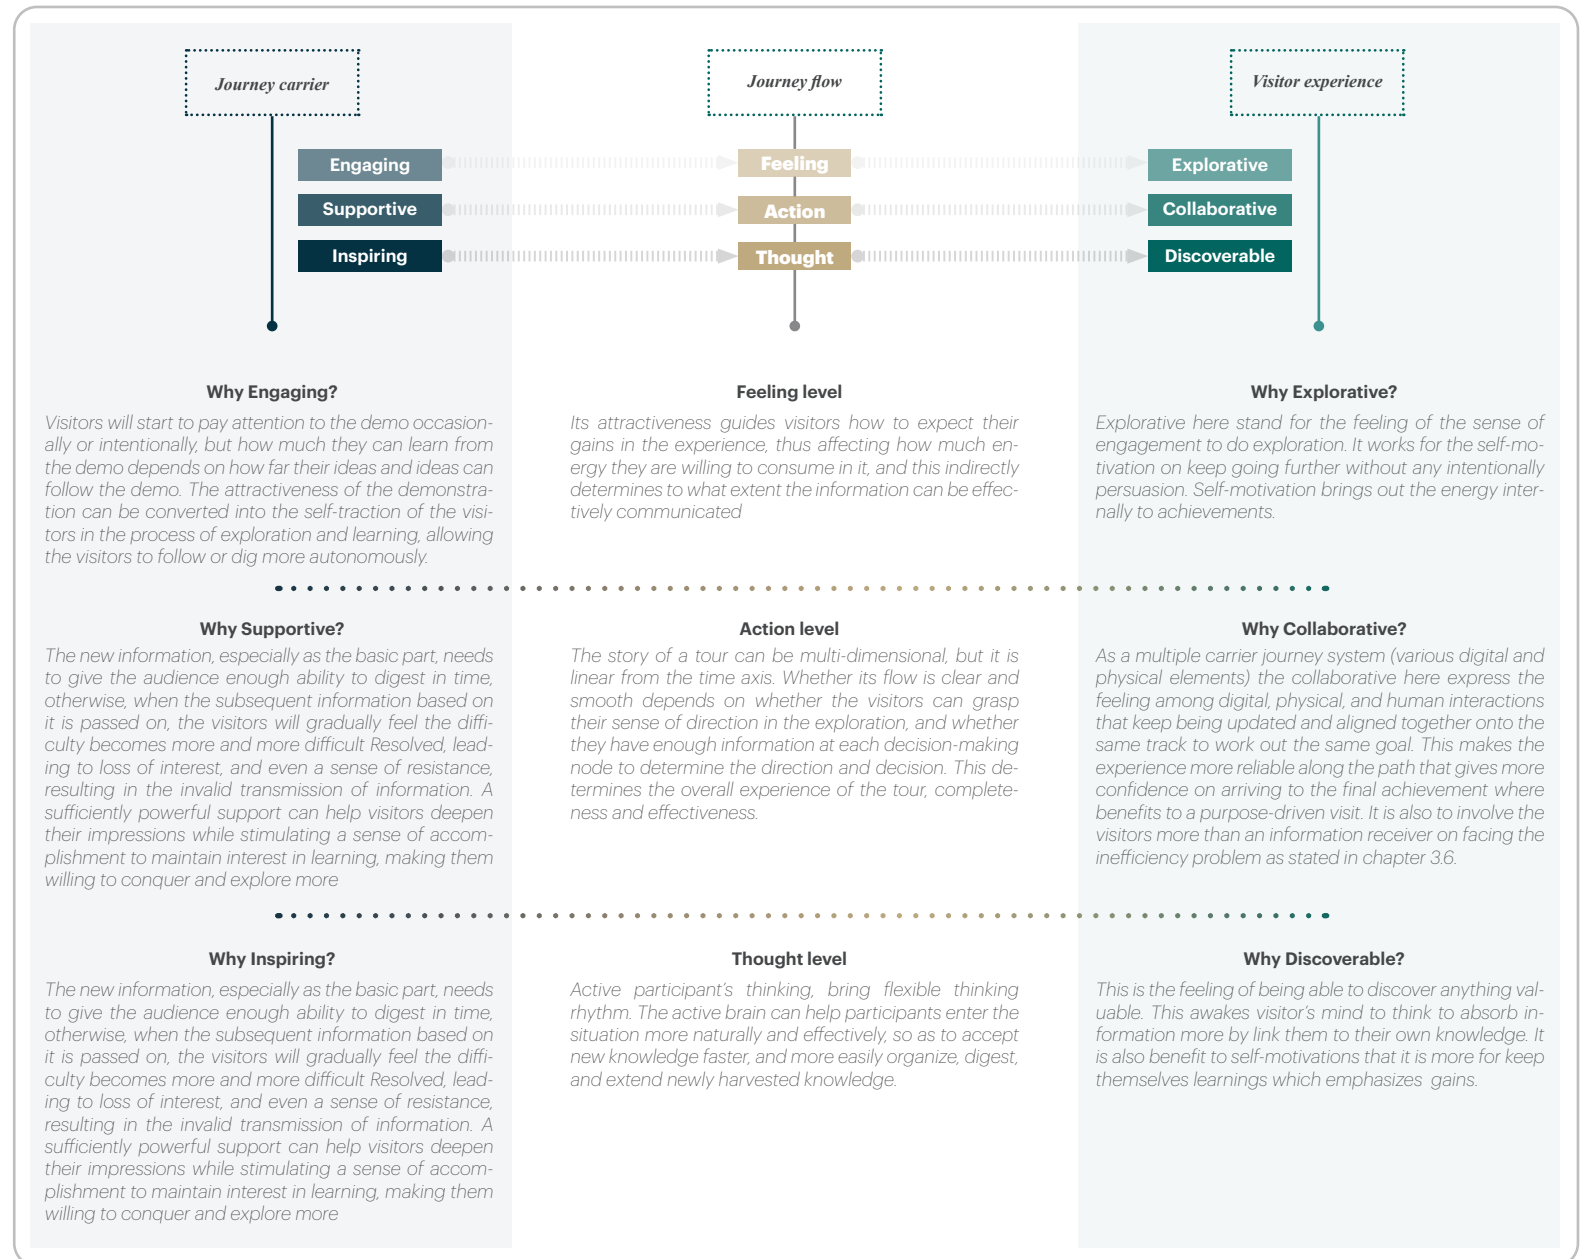 Journey carrier
Journey flow
Visitor experience
Engaging
Feeling
Explorative
Supportive
Action
Collaborative
Inspiring
Thought
Discoverable
Why Engaging?
Visitors will start to pay attention to the demo occasion-
ally or intentionally, but how much they can learn from
the demo depends on how far their ideas and ideas can
follow the demo. The attractiveness of the demonstra-
tion can be converted into the self-traction of the visi-
tors in the process of exploration and learning, allowing
the visitors to follow or dig more autonomously.
Feeling level
Its attractiveness guides visitors how to expect their
gains in the experience, thus affecting how much en-
ergy they are willing to consume in it, and this indirectly
determines to what extent the information can be effec-
tively communicated
Why Explorative?
Explorative here stand for the feeling of the sense of
engagement to do exploration. It works for the self-mo-
tivation on keep going further without any intentionally
persuasion. Self-motivation brings out the energy inter-
nally to achievements.
Why Supportive?
The new information, especially as the basic part, needs
to give the audience enough ability to digest in time,
otherwise, when the subsequent information based on
it is passed on, the visitors will gradually feel the diffi-
culty becomes more and more difficult Resolved, lead-
ing to loss of interest, and even a sense of resistance,
resulting in the invalid transmission of information. A
sufficiently powerful support can help visitors deepen
their impressions while stimulating a sense of accom-
plishment to maintain interest in learning, making them
willing to conquer and explore more
Action level
The story of a tour can be multi-dimensional, but it is
linear from the time axis. Whether its flow is clear and
smooth depends on whether the visitors can grasp
their sense of direction in the exploration, and whether
they have enough information at each decision-making
node to determine the direction and decision. This de-
termines the overall experience of the tour, complete-
ness and effectiveness.
Why Collaborative?
As a multiple carrier journey system (various digital and
physical elements) the collaborative here express the
feeling among digital, physical, and human interactions
that keep being updated and aligned together onto the
same track to work out the same goal. This makes the
experience more reliable along the path that gives more
confidence on arriving to the final achievement where
benefits to a purpose-driven visit. It is also to involve the
visitors more than an information receiver on facing the
inefficiency problem as stated in chapter 3.6.
Why Inspiring?
The new information, especially as the basic part, needs
to give the audience enough ability to digest in time,
otherwise, when the subsequent information based on
it is passed on, the visitors will gradually feel the diffi-
culty becomes more and more difficult Resolved, lead-
ing to loss of interest, and even a sense of resistance,
resulting in the invalid transmission of information. A
sufficiently powerful support can help visitors deepen
their impressions while stimulating a sense of accom-
plishment to maintain interest in learning, making them
willing to conquer and explore more
Thought level
Active participant's thinking, bring flexible thinking
rhythm. The active brain can help participants enter the
situation more naturally and effectively, so as to accept
new knowledge faster, and more easily organize, digest,
and extend newly harvested knowledge.
Why Discoverable?
This is the feeling of being able to discover anything val-
uable. This awakes visitor's mind to think to absorb in-
formation more by link them to their own knowledge. It
is also benefit to self-motivations that it is more for keep
themselves learnings which emphasizes gains.